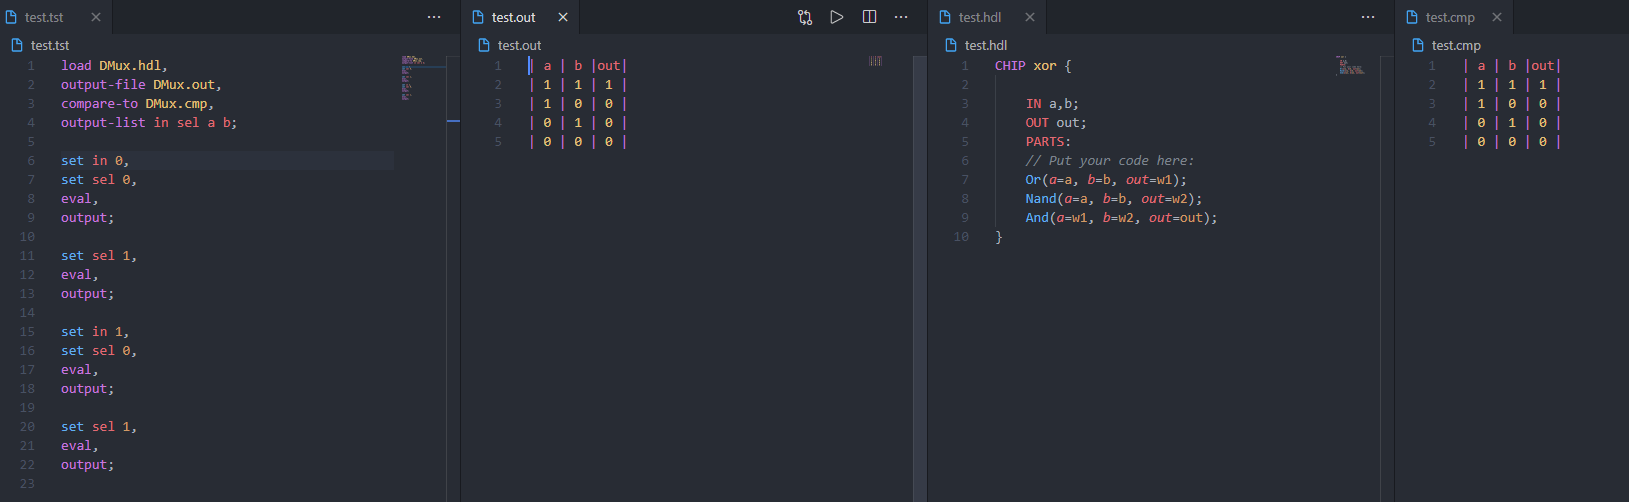 test.tst
test.tst
1 load DMux.hdl,
2 output-file DMux.out,
3 compare-to DMux.cmp,
4 output-list in sel a b;
5
6 set in 0,
7 set sel 0,
8 eval,
9 output;
10
11 set sel 1,
12 eval,
13 output;
14
15 set in 1,
16 set sel 0,
17 eval,
18 output;
19
20 set sel 1,
21 eval,
22 output;
23
test.out
test.out
1 | a | b |out|
2 | 1 | 1 | 1 |
3 | 1 | 0 | 0 |
4 | 0 | 1 | 0 |
5 | 0 | 0 | 0 |
test.hdl
test.hdl
1 CHIP xor {
2
3 IN a,b;
4 OUT out;
5 PARTS:
6 // Put your code here:
7 Or(a=a, b=b, out=w1);
8 Nand(a=a, b=b, out=w2);
9 And(a=w1, b=w2, out=out);
10 }
test.cmp
test.cmp
1 | a | b |out|
2 | 1 | 1 | 1 |
3 | 1 | 0 | 0 |
4 | 0 | 1 | 0 |
5 | 0 | 0 | 0 |